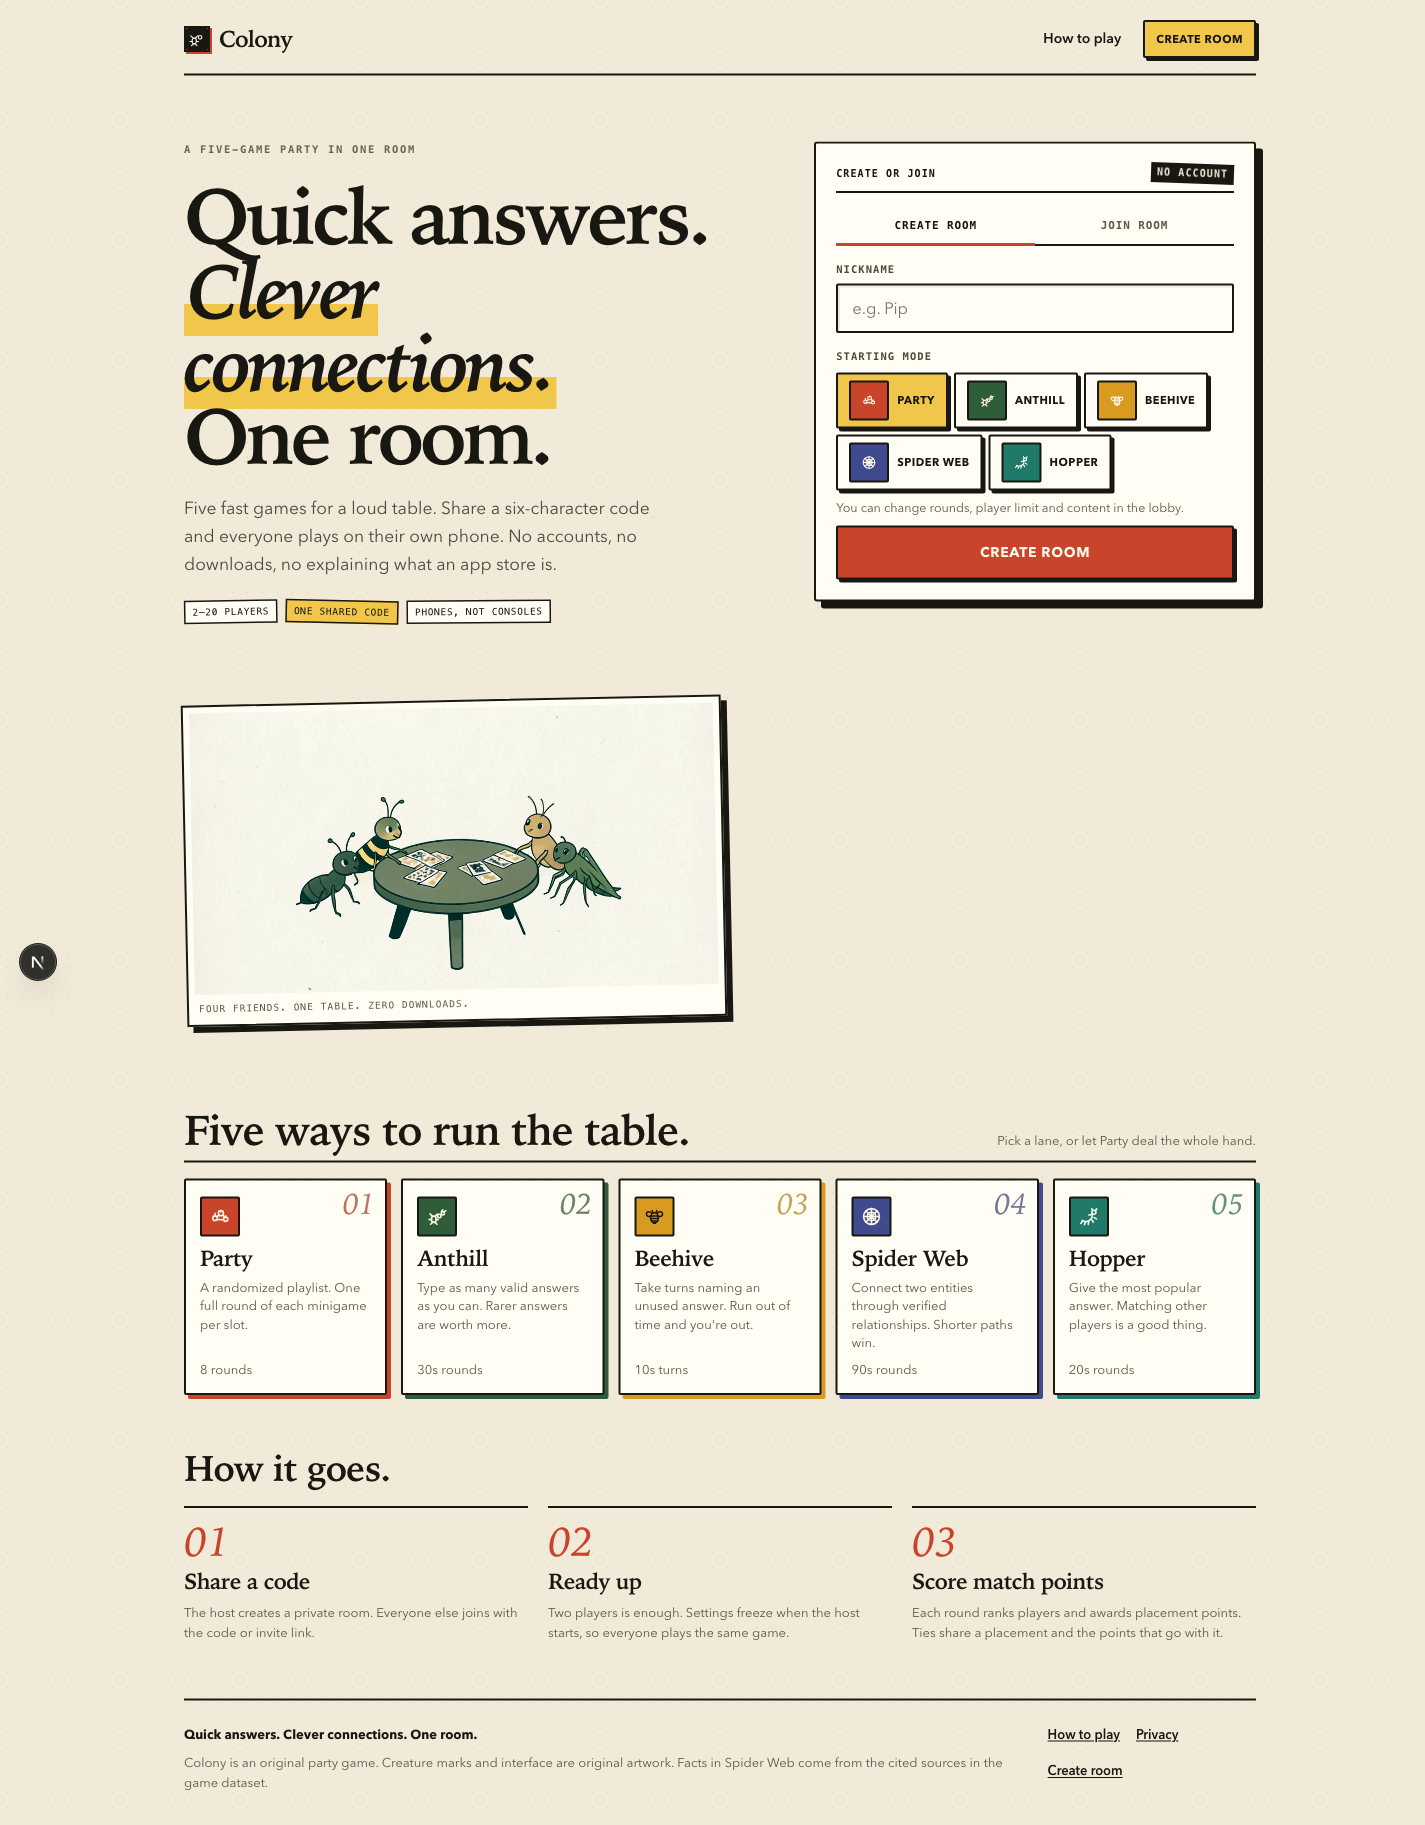 Colony
How to play
CREATE ROOM
A FIVE-GAME PARTY IN ONE ROOM
Quick answers.
Clever
connections.
One room.
Five fast games for a loud table. Share a six-character code
and everyone plays on their own phone. No accounts, no
downloads, no explaining what an app store is.
2–20 PLAYERS
ONE SHARED CODE
PHONES, NOT CONSOLES
CREATE OR JOIN
NO ACCOUNT
CREATE ROOM
JOIN ROOM
NICKNAME
e.g. Pip
STARTING MODE
PARTY
ANTHILL
BEEHIVE
SPIDER WEB
HOPPER
You can change rounds, player limit and content in the lobby.
CREATE ROOM
FOUR FRIENDS. ONE TABLE. ZERO DOWNLOADS.
N
Five ways to run the table.
Pick a lane, or let Party deal the whole hand.
01
Party
A randomized playlist. One
full round of each minigame
per slot.
8 rounds
02
Anthill
Type as many valid answers
as you can. Rarer answers
are worth more.
30s rounds
03
Beehive
Take turns naming an
unused answer. Run out of
time and you're out.
10s turns
04
Spider Web
Connect two entities
through verified
relationships. Shorter paths
win.
90s rounds
05
Hopper
Give the most popular
answer. Matching other
players is a good thing.
20s rounds
How it goes.
01
Share a code
The host creates a private room. Everyone else joins with
the code or invite link.
02
Ready up
Two players is enough. Settings freeze when the host
starts, so everyone plays the same game.
03
Score match points
Each round ranks players and awards placement points.
Ties share a placement and the points that go with it.
Quick answers. Clever connections. One room.
Colony is an original party game. Creature marks and interface are original artwork. Facts in Spider Web come from the cited sources in the
game dataset.
How to play
Privacy
Create room